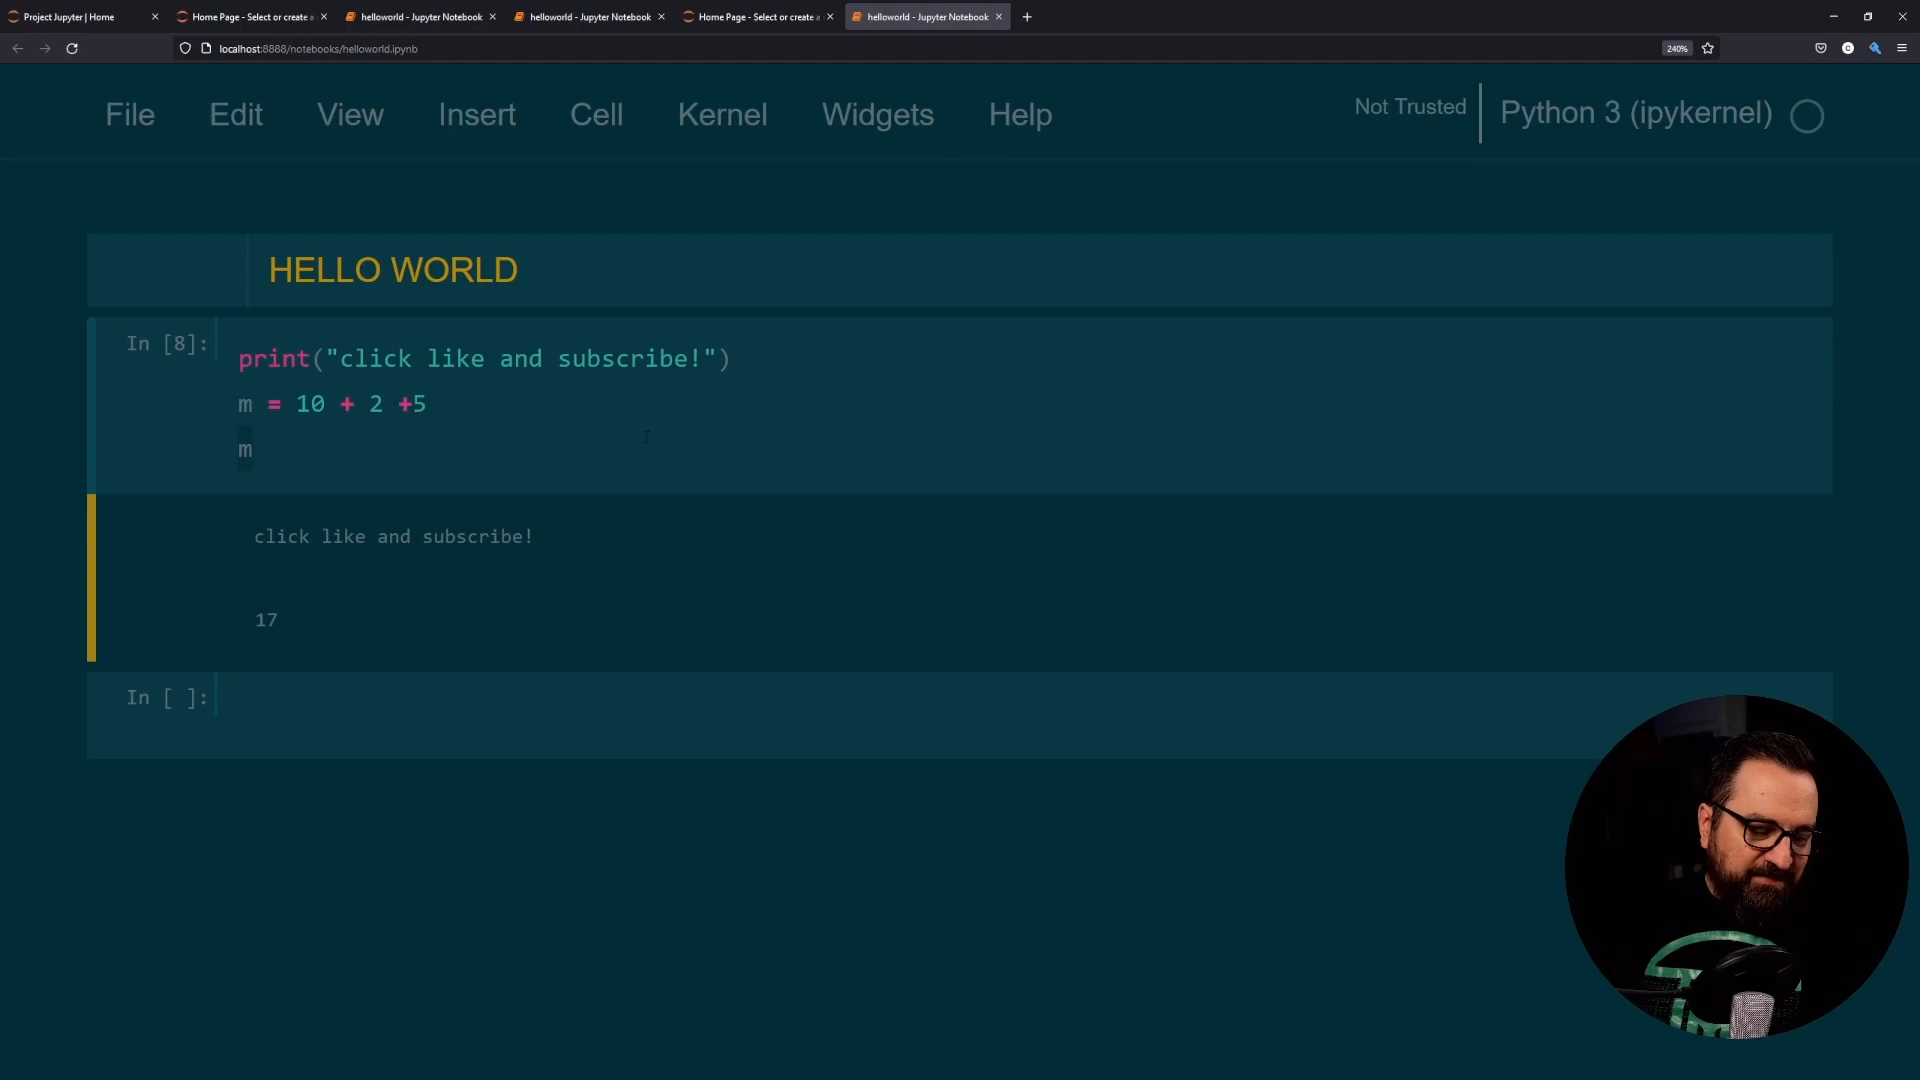 Project Jupyter | Home
Home Page - Select or create a
helloworld - Jupyter Notebook
helloworld - Jupyter Notebook
Home Page - Select or create a
helloworld - Jupyter Notebook
localhost:8888/notebooks/helloworld.ipynb
240%
File Edit View Insert Cell Kernel Widgets Help
Not Trusted
Python 3 (ipykernel)
HELLO WORLD
In [8]:
print("click like and subscribe!")
m = 10 + 2 +5
m
click like and subscribe!
17
In [ ]: